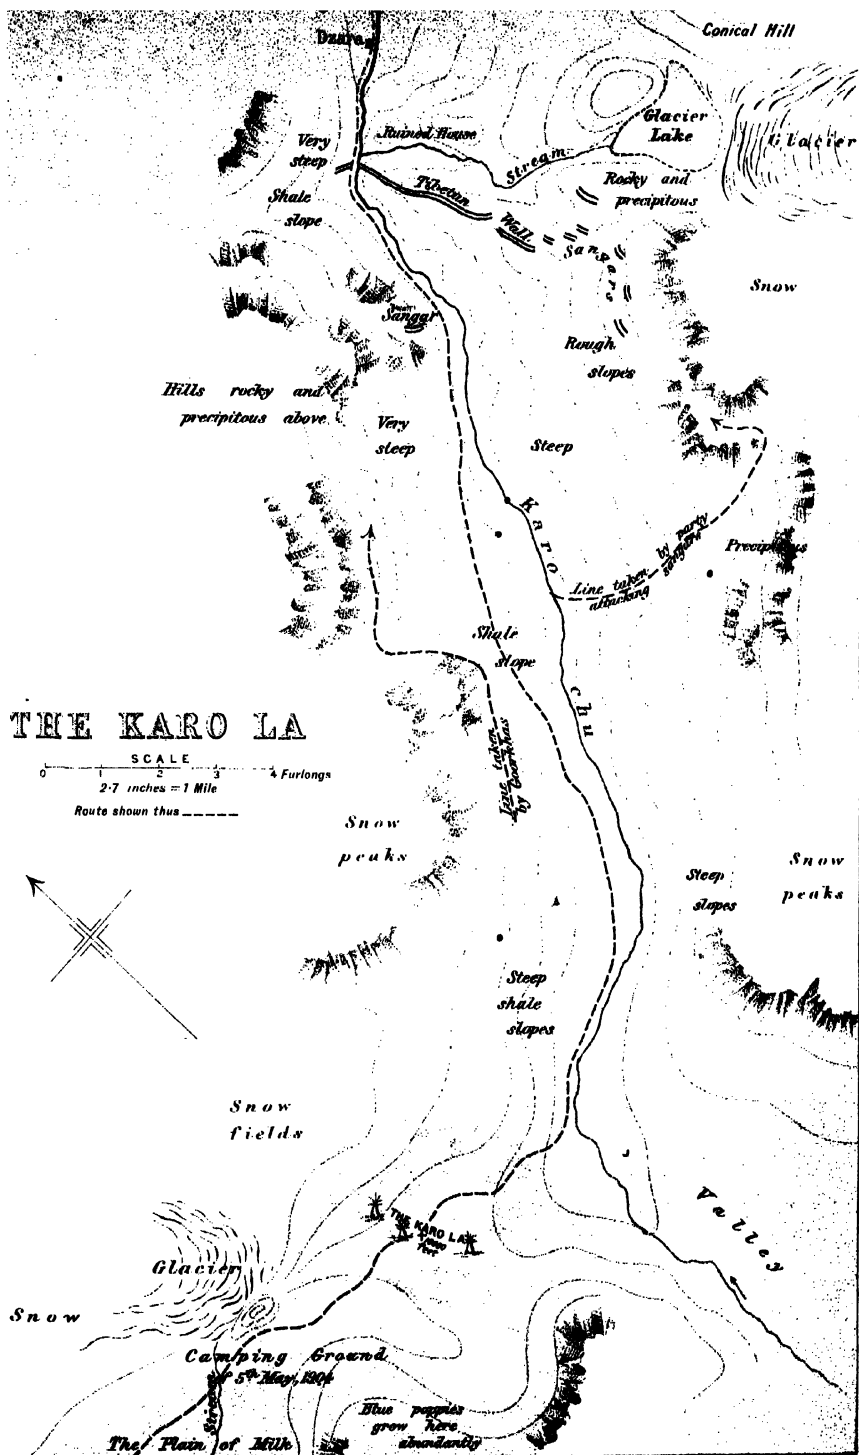 Conical Hill
Dzara
Glacier
Lake
Glacier
Ruined House
Very
steep
Stream
Rocky and
precipitous
Tibetan
Wall
Shale
slope
Sangars
Snow
Sangar
Rough
slopes
Hills rocky and
precipitous above
Very
steep
Steep
Karo chu
Line taken by party
attacking sangars
Precipitous
Shale
slope
THE KARO LA
SCALE
0 1 2 3 4 Furlongs
2·7 inches = 1 Mile
Route shown thus
Line taken
by Goorkhas
Snow
peaks
Steep
slopes
Snow
peaks
Steep
shale
slopes
Snow
fields
Valley
THE KARO LA
Glacier
Snow
Camping Ground
of 5th May, 1904
Stream
Blue poppies
grow here
abundantly
The Plain of Milk